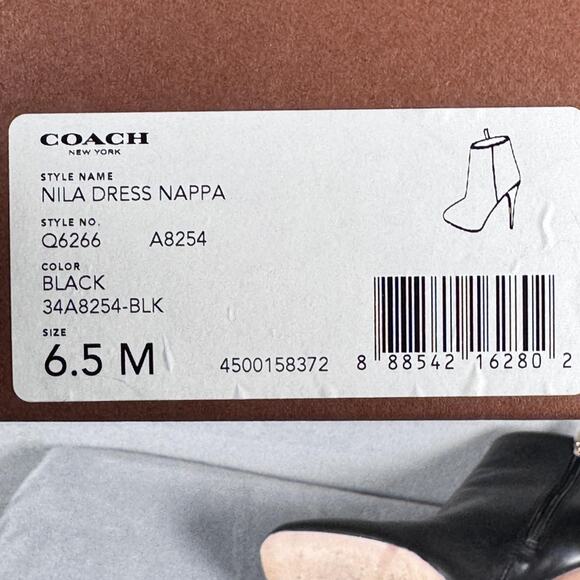 COACH
NEW YORK
STYLE NAME
NILA DRESS NAPPA
STYLE NO.
Q6266 A8254
COLOR
BLACK
34A8254-BLK
SIZE
6.5 M
4500158372
8 88542 16280 2